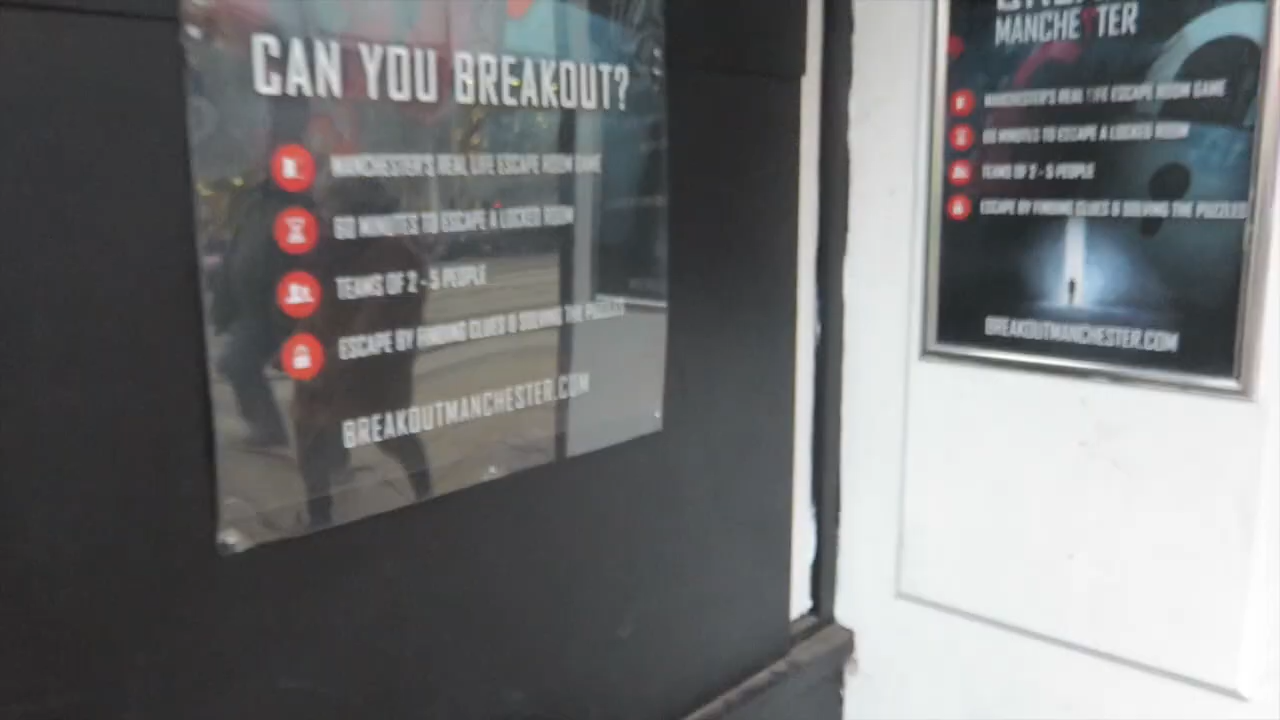 CAN YOU BREAKOUT?
MANCHESTER'S REAL LIFE ESCAPE ROOM GAME
60 MINUTES TO ESCAPE A LOCKED ROOM
TEAMS OF 2 - 5 PEOPLE
ESCAPE BY FINDING CLUES & SOLVING THE PUZZLES
BREAKOUTMANCHESTER.COM
MANCHESTER
MANCHESTER'S REAL LIFE ESCAPE ROOM GAME
60 MINUTES TO ESCAPE A LOCKED ROOM
TEAMS OF 2 - 5 PEOPLE
ESCAPE BY FINDING CLUES & SOLVING THE PUZZLES
BREAKOUTMANCHESTER.COM